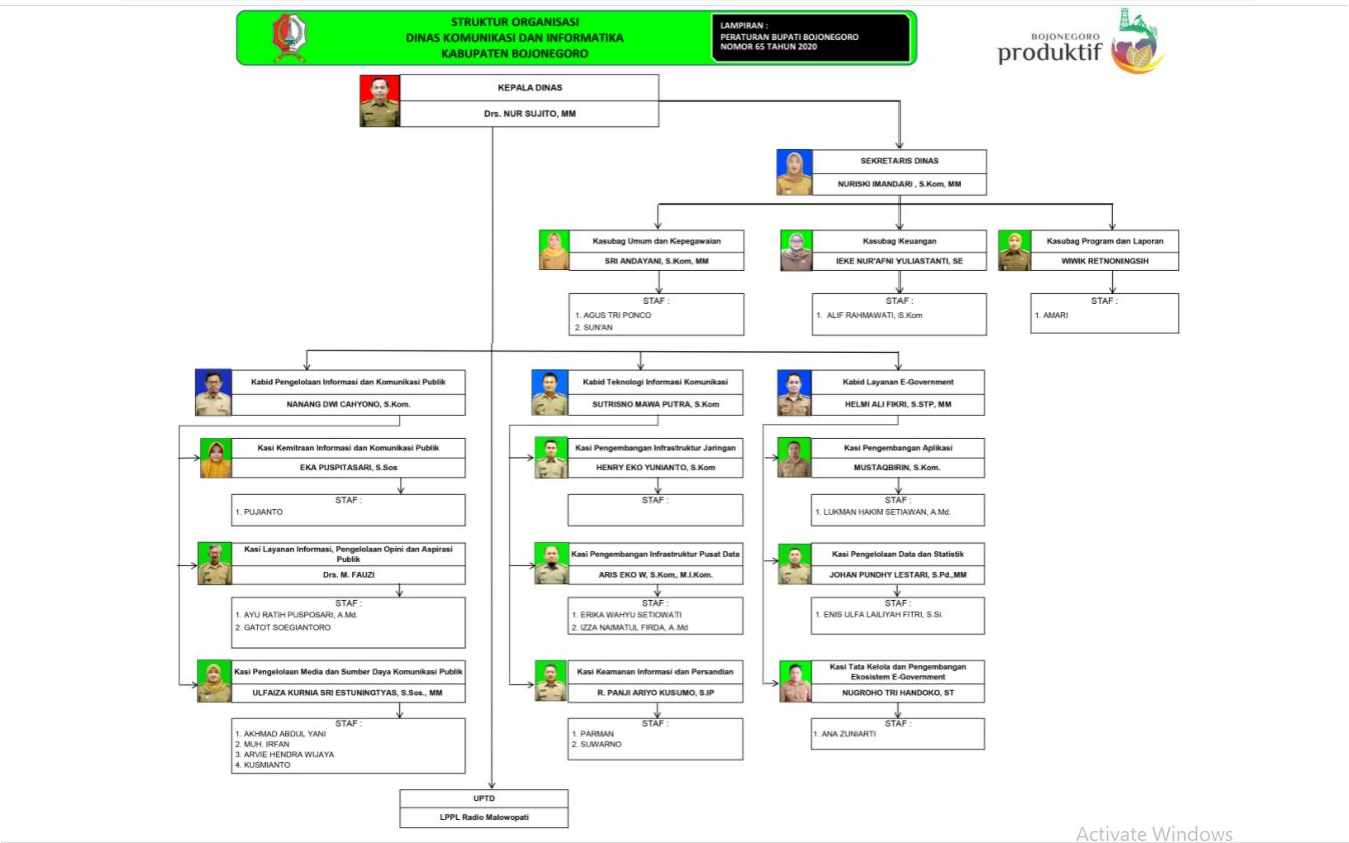 STRUKTUR ORGANISASI
DINAS KOMUNIKASI DAN INFORMATIKA
KABUPATEN BOJONEGORO
LAMPIRAN :
PERATURAN BUPATI BOJONEGORO
NOMOR 65 TAHUN 2020
BOJONEGORO
produktif
KEPALA DINAS
Drs. NUR SUJITO, MM
SEKRETARIS DINAS
NURISKI IMANDARI , S.Kom, MM
Kasubag Umum dan Kepegawaian
SRI ANDAYANI, S.Kom, MM
STAF :
1. AGUS TRI PONCO
2. SUN'AN
Kasubag Keuangan
IEKE NUR'AFNI YULIASTANTI, SE
STAF :
1. ALIF RAHMAWATI, S.Kom
Kasubag Program dan Laporan
WIWIK RETNONINGSIH
STAF :
1. AMARI
Kabid Pengelolaan Informasi dan Komunikasi Publik
NANANG DWI CAHYONO, S.Kom.
Kasi Kemitraan Informasi dan Komunikasi Publik
EKA PUSPITASARI, S.Sos
STAF :
1. PUJIANTO
Kasi Layanan Informasi, Pengelolaan Opini dan Aspirasi
Publik
Drs. M. FAUZI
STAF :
1. AYU RATIH PUSPOSARI, A.Md.
2. GATOT SOEGIANTORO
Kasi Pengelolaan Media dan Sumber Daya Komunikasi Publik
ULFAIZA KURNIA SRI ESTUNINGTYAS, S.Sos., MM
STAF :
1. AKHMAD ABDUL YANI
2. MUH. IRFAN
3. ARVIE HENDRA WIJAYA
4. KUSMIANTO
Kabid Teknologi Informasi Komunikasi
SUTRISNO MAWA PUTRA, S.Kom
Kasi Pengembangan Infrastruktur Jaringan
HENRY EKO YUNIANTO, S.Kom
STAF :
Kasi Pengembangan Infrastruktur Pusat Data
ARIS EKO W, S.Kom, M.I.Kom.
STAF :
1. ERIKA WAHYU SETIOWATI
2. IZZA NAIMATUL FIRDA, A.Md
Kasi Keamanan Informasi dan Persandian
R. PANJI ARIYO KUSUMO, S.IP
STAF :
1. PARMAN
2. SUWARNO
Kabid Layanan E-Government
HELMI ALI FIKRI, S.STP, MM
Kasi Pengembangan Aplikasi
MUSTAQBIRIN, S.Kom.
STAF :
1. LUKMAN HAKIM SETIAWAN, A.Md.
Kasi Pengelolaan Data dan Statistik
JOHAN PUNDHY LESTARI, S.Pd.,MM
STAF :
1. ENIS ULFA LAILIYAH FITRI, S.Si.
Kasi Tata Kelola dan Pengembangan
Ekosistem E-Government
NUGROHO TRI HANDOKO, ST
STAF :
1. ANA ZUNIARTI
UPTD
LPPL Radio Malowopati
Activate Windows